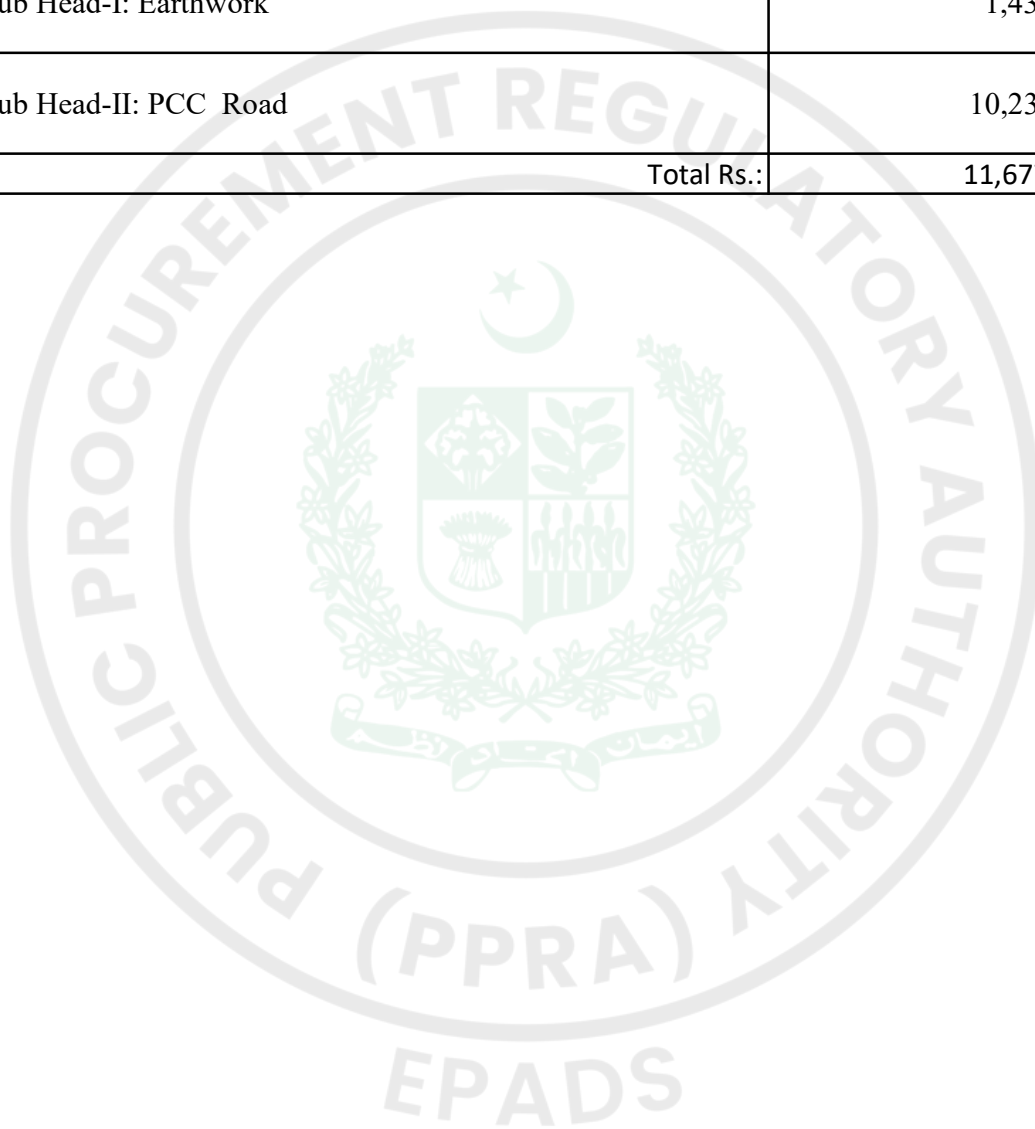 ub Head-I: Earthwork 1,43
ub Head-II: PCC Road 10,23
Total Rs.: 11,67
PUBLIC PROCUREMENT REGULATORY AUTHORITY
(PPRA)
EPADS